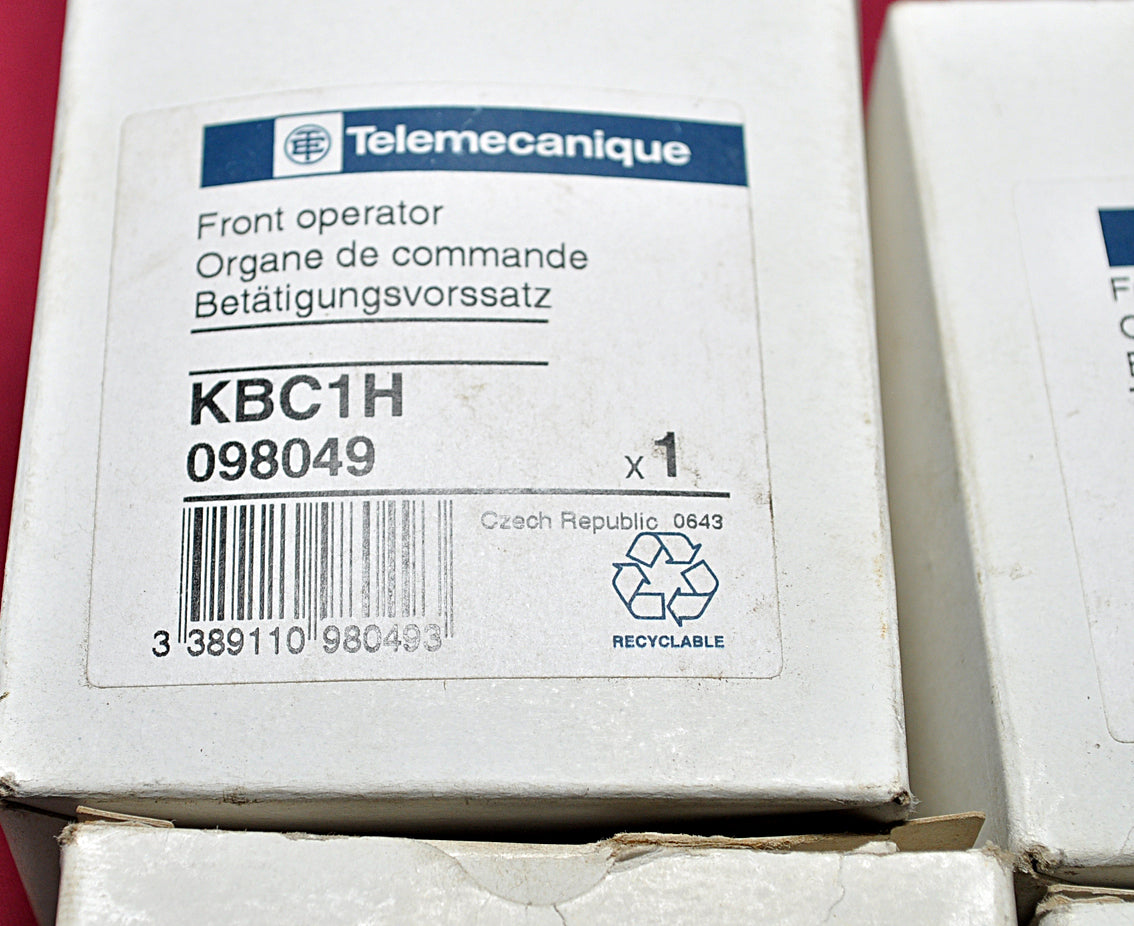 Telemecanique
Front operator
Organe de commande
Betätigungsvorssatz
KBC1H
098049
x 1
Czech Republic 0643
3 389110 980493
RECYCLABLE